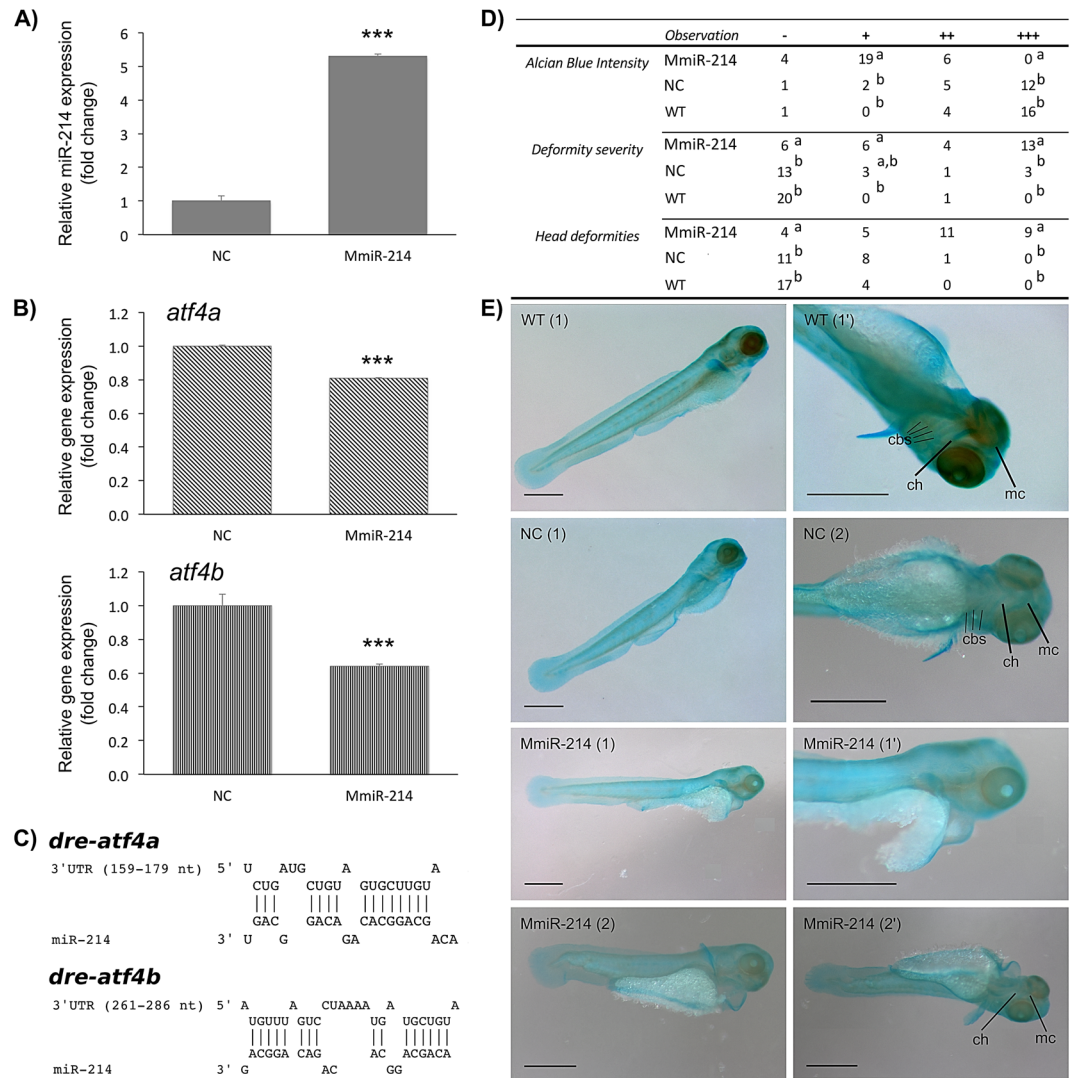 A)
Relative miR-214 expression
(fold change)
6
5
4
3
2
1
0
***
NC
MmiR-214
B)
atf4a
Relative gene expression
(fold change)
1.2
1.0
0.8
0.6
0.4
0.2
0.0
***
NC
MmiR-214
atf4b
Relative gene expression
(fold change)
1.2
1.0
0.8
0.6
0.4
0.2
0.0
***
NC
MmiR-214
C)
dre-atf4a
3'UTR (159-179 nt) 5' U AUG A A
CUG CUGU GUGCUUGU
GAC GACA CACGGACG
miR-214 3' U G GA ACA
dre-atf4b
3'UTR (261-286 nt) 5' A A CUAAAA A A
UGUUU GUC UG UGCUGU
ACGGA CAG AC ACGACA
miR-214 3' G AC GG
D)
Observation - + ++ +++
Alcian Blue Intensity MmiR-214 4 19 a 6 0 a
NC 1 2 b 5 12 b
WT 1 0 b 4 16 b
Deformity severity MmiR-214 6 a 6 a 4 13 a
NC 13 b 3 a,b 1 3 b
WT 20 b 0 b 1 0 b
Head deformities MmiR-214 4 a 5 11 9 a
NC 11 b 8 1 0 b
WT 17 b 4 0 0 b
E)
WT (1)
WT (1')
cbs
ch
mc
NC (1)
NC (2)
cbs
ch
mc
MmiR-214 (1)
MmiR-214 (1')
MmiR-214 (2)
MmiR-214 (2')
ch
mc